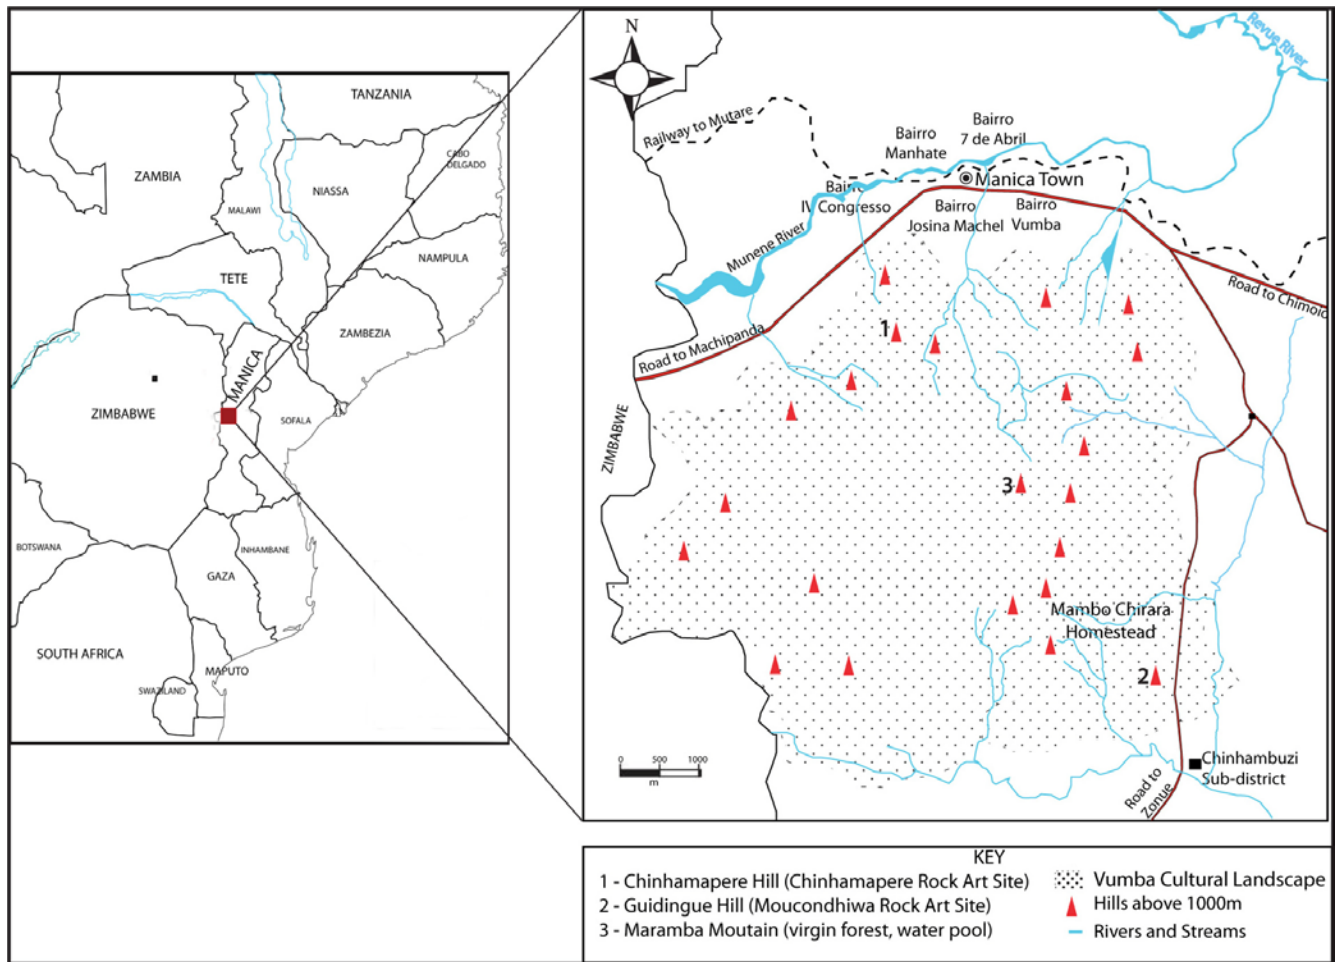 TANZANIA
CABO
DELGADO
ZAMBIA
NIASSA
MALAWI
NAMPULA
TETE
ZAMBEZIA
MANICA
ZIMBABWE
SOFALA
BOTSWANA
INHAMBANE
GAZA
SOUTH AFRICA
MAPUTO
SWAZILAND
N
Revue River
Railway to Mutare
Bairro
7 de Abril
Bairro
Manhate
Manica Town
Bairro
IV Congresso
Bairro
Josina Machel
Bairro
Vumba
Munene River
Road to Chimoio
Road to Machipanda
1
ZIMBABWE
3
Mambo Chirara
Homestead
2
0 500 1000
m
Chinhambuzi
Sub-district
Road to
Zonue
KEY
1 - Chinhamapere Hill (Chinhamapere Rock Art Site)
2 - Guidingue Hill (Moucondhiwa Rock Art Site)
3 - Maramba Moutain (virgin forest, water pool)
Vumba Cultural Landscape
Hills above 1000m
Rivers and Streams